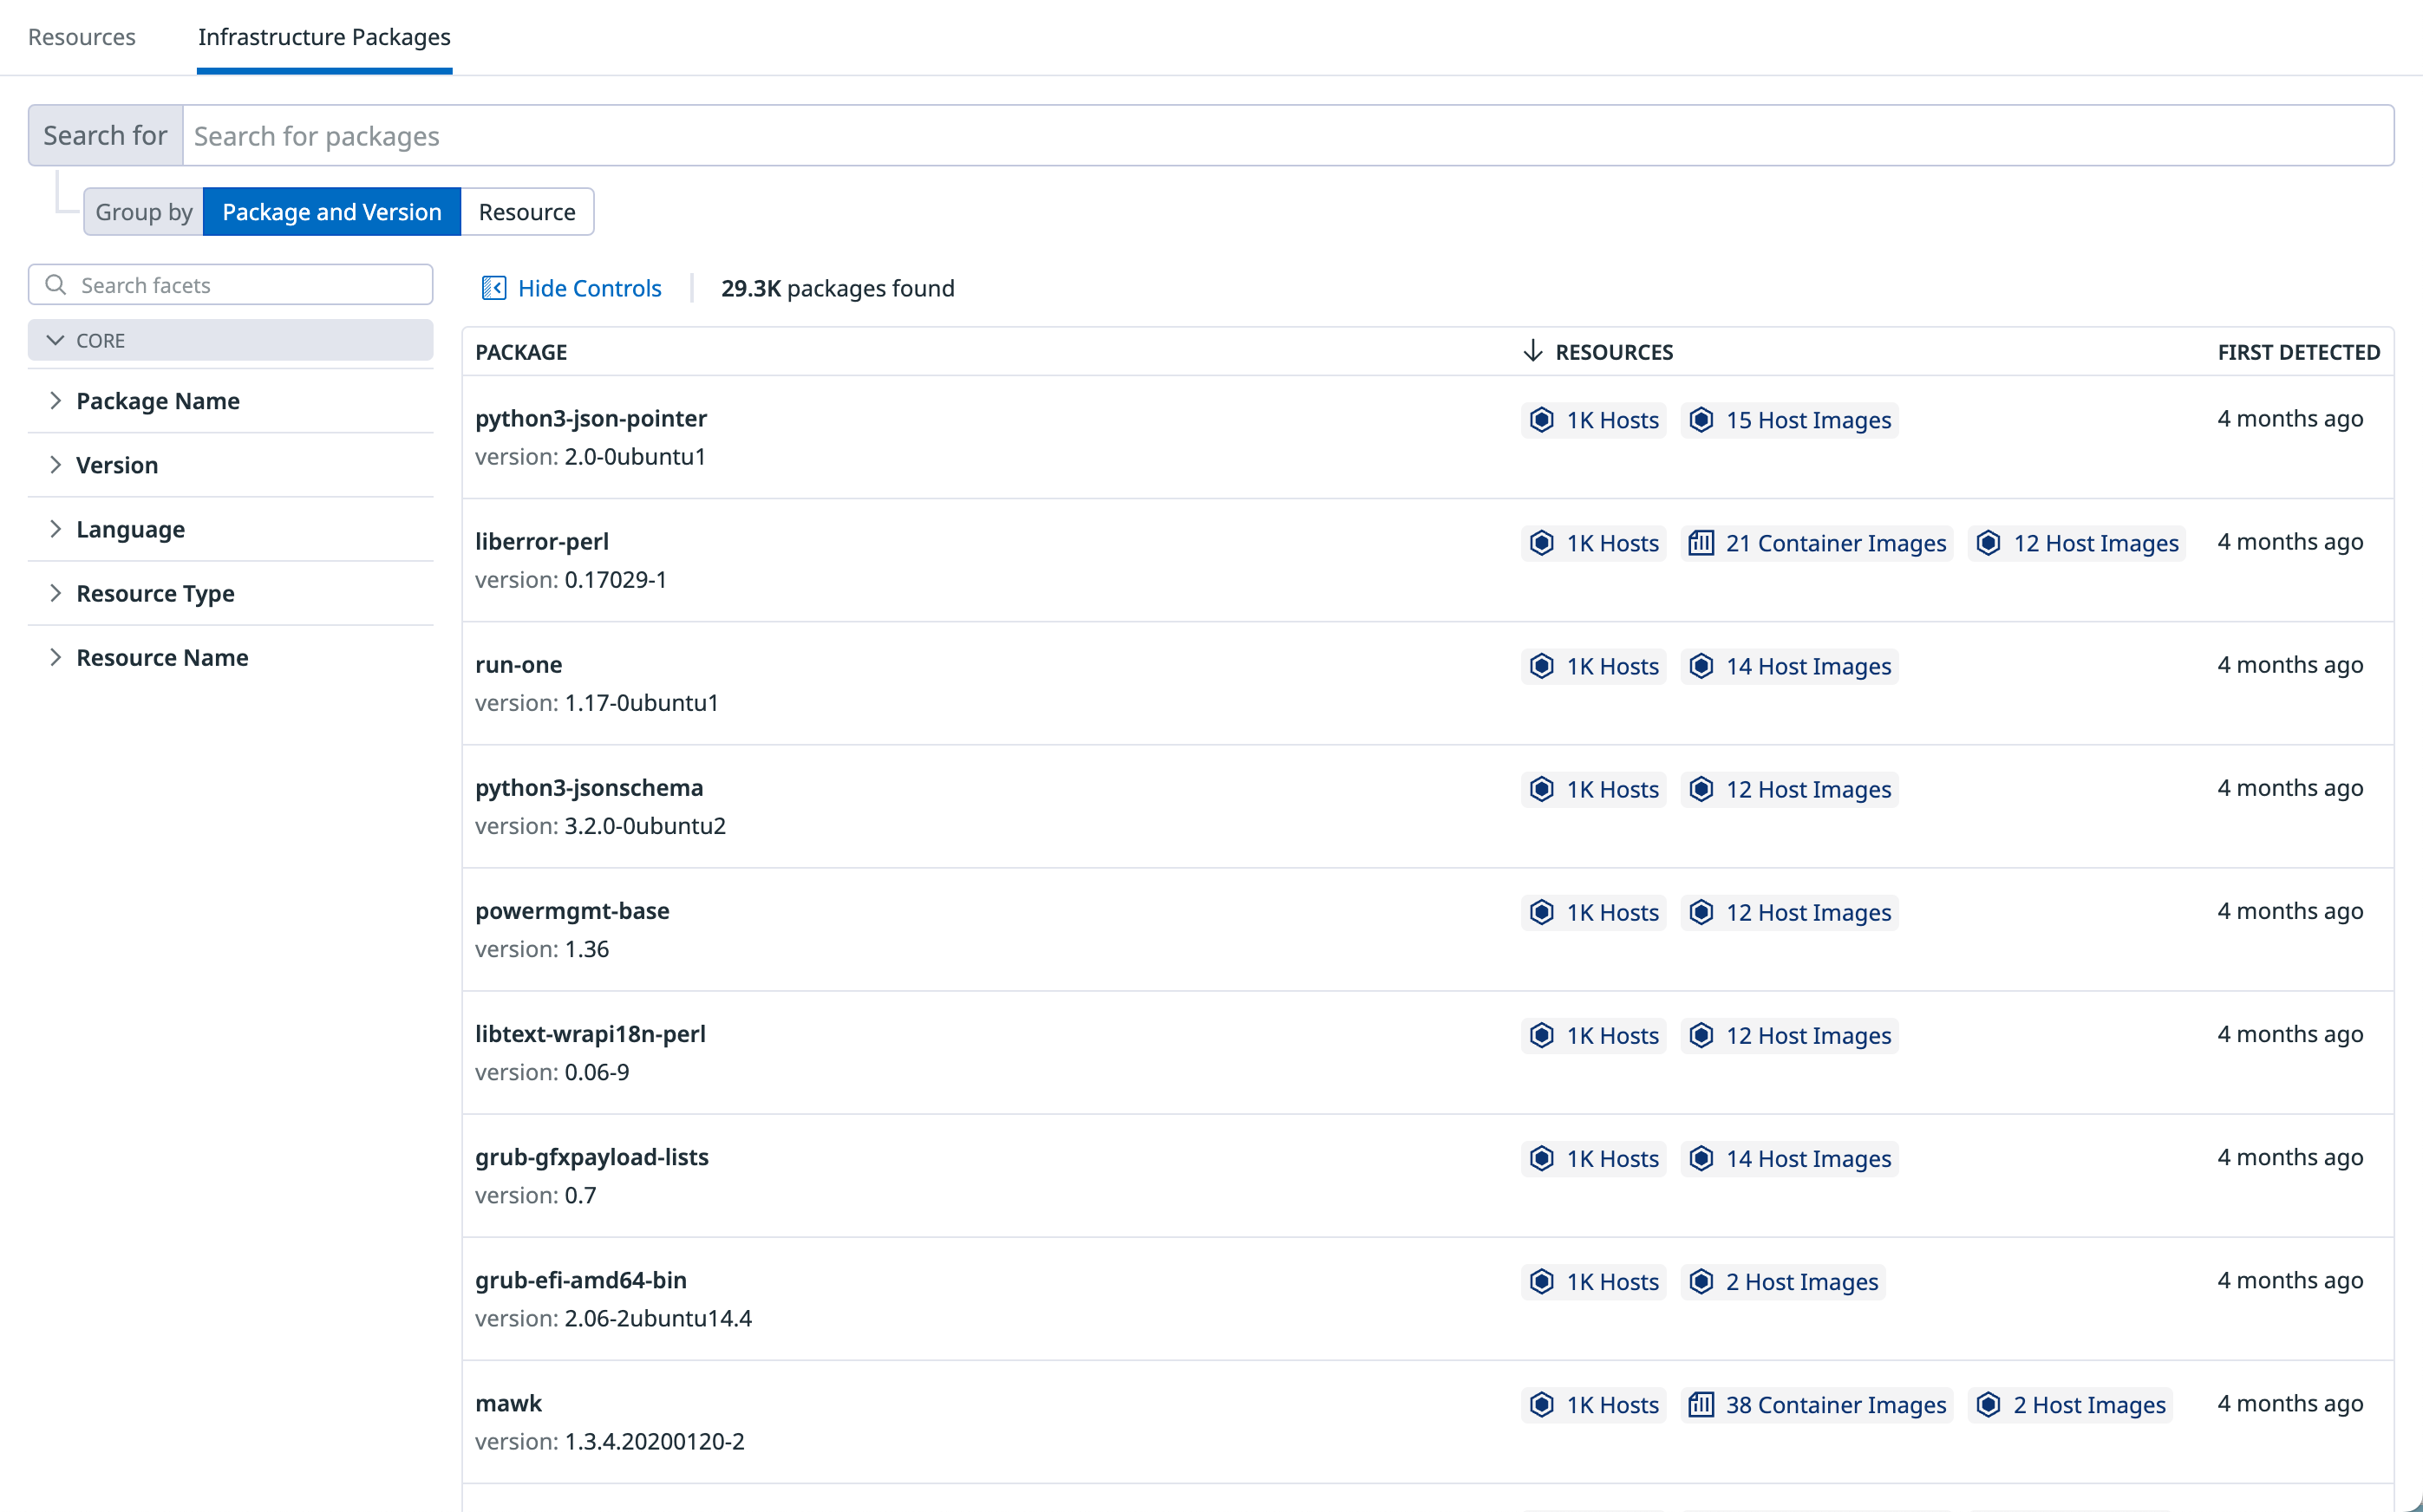 Resources Infrastructure Packages
Search for Search for packages
Group by Package and Version Resource
Search facets
CORE
Package Name
Version
Language
Resource Type
Resource Name
Hide Controls 29.3K packages found
PACKAGE RESOURCES FIRST DETECTED
python3-json-pointer 1K Hosts 15 Host Images 4 months ago
version: 2.0-0ubuntu1
liberror-perl 1K Hosts 21 Container Images 12 Host Images 4 months ago
version: 0.17029-1
run-one 1K Hosts 14 Host Images 4 months ago
version: 1.17-0ubuntu1
python3-jsonschema 1K Hosts 12 Host Images 4 months ago
version: 3.2.0-0ubuntu2
powermgmt-base 1K Hosts 12 Host Images 4 months ago
version: 1.36
libtext-wrapi18n-perl 1K Hosts 12 Host Images 4 months ago
version: 0.06-9
grub-gfxpayload-lists 1K Hosts 14 Host Images 4 months ago
version: 0.7
grub-efi-amd64-bin 1K Hosts 2 Host Images 4 months ago
version: 2.06-2ubuntu14.4
mawk 1K Hosts 38 Container Images 2 Host Images 4 months ago
version: 1.3.4.20200120-2